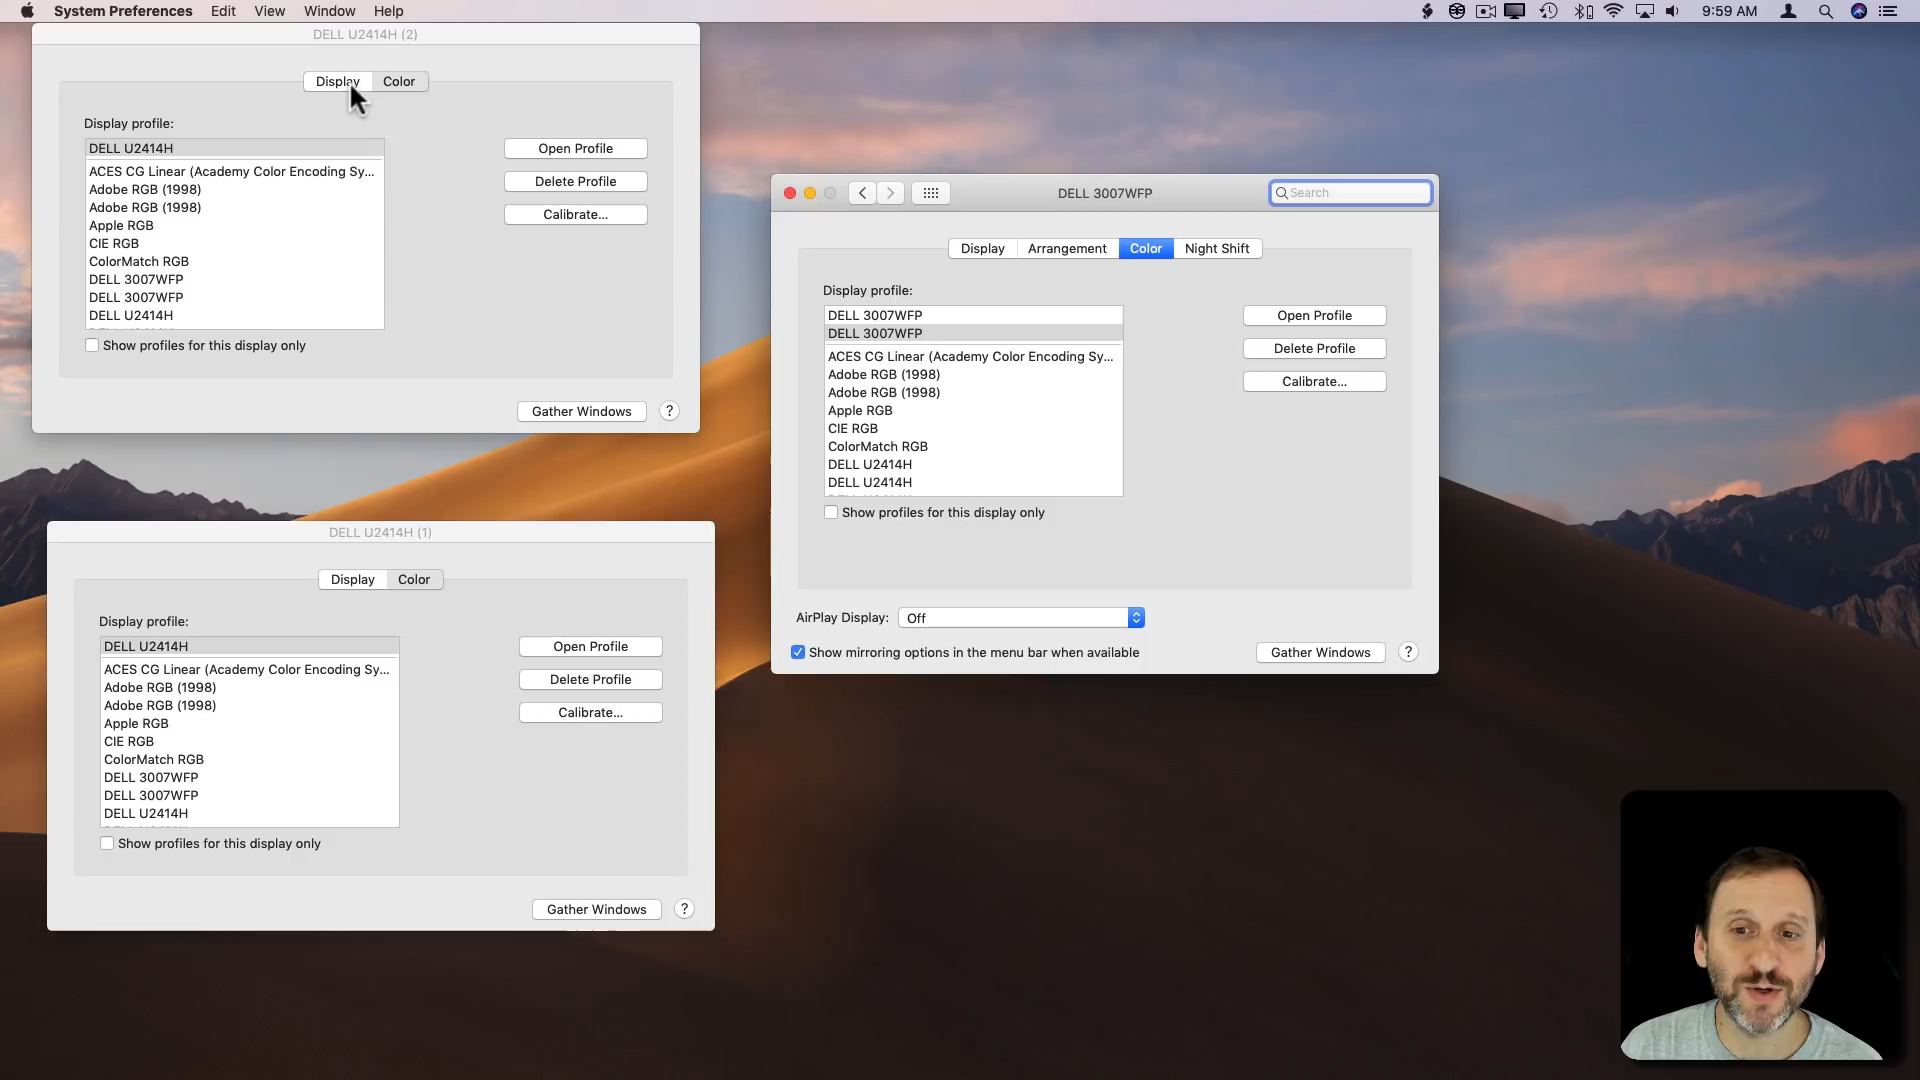 System Preferences Edit View Window Help
9:59 AM
DELL U2414H (2)
Display Color
Display profile:
DELL U2414H
ACES CG Linear (Academy Color Encoding Sy...
Adobe RGB (1998)
Adobe RGB (1998)
Apple RGB
CIE RGB
ColorMatch RGB
DELL 3007WFP
DELL 3007WFP
DELL U2414H
Open Profile
Delete Profile
Calibrate...
Show profiles for this display only
Gather Windows ?
DELL 3007WFP
Search
Display Arrangement Color Night Shift
Display profile:
DELL 3007WFP
DELL 3007WFP
ACES CG Linear (Academy Color Encoding Sy...
Adobe RGB (1998)
Adobe RGB (1998)
Apple RGB
CIE RGB
ColorMatch RGB
DELL U2414H
DELL U2414H
Open Profile
Delete Profile
Calibrate...
Show profiles for this display only
AirPlay Display: Off
Show mirroring options in the menu bar when available
Gather Windows ?
DELL U2414H (1)
Display Color
Display profile:
DELL U2414H
ACES CG Linear (Academy Color Encoding Sy...
Adobe RGB (1998)
Adobe RGB (1998)
Apple RGB
CIE RGB
ColorMatch RGB
DELL 3007WFP
DELL 3007WFP
DELL U2414H
Open Profile
Delete Profile
Calibrate...
Show profiles for this display only
Gather Windows ?